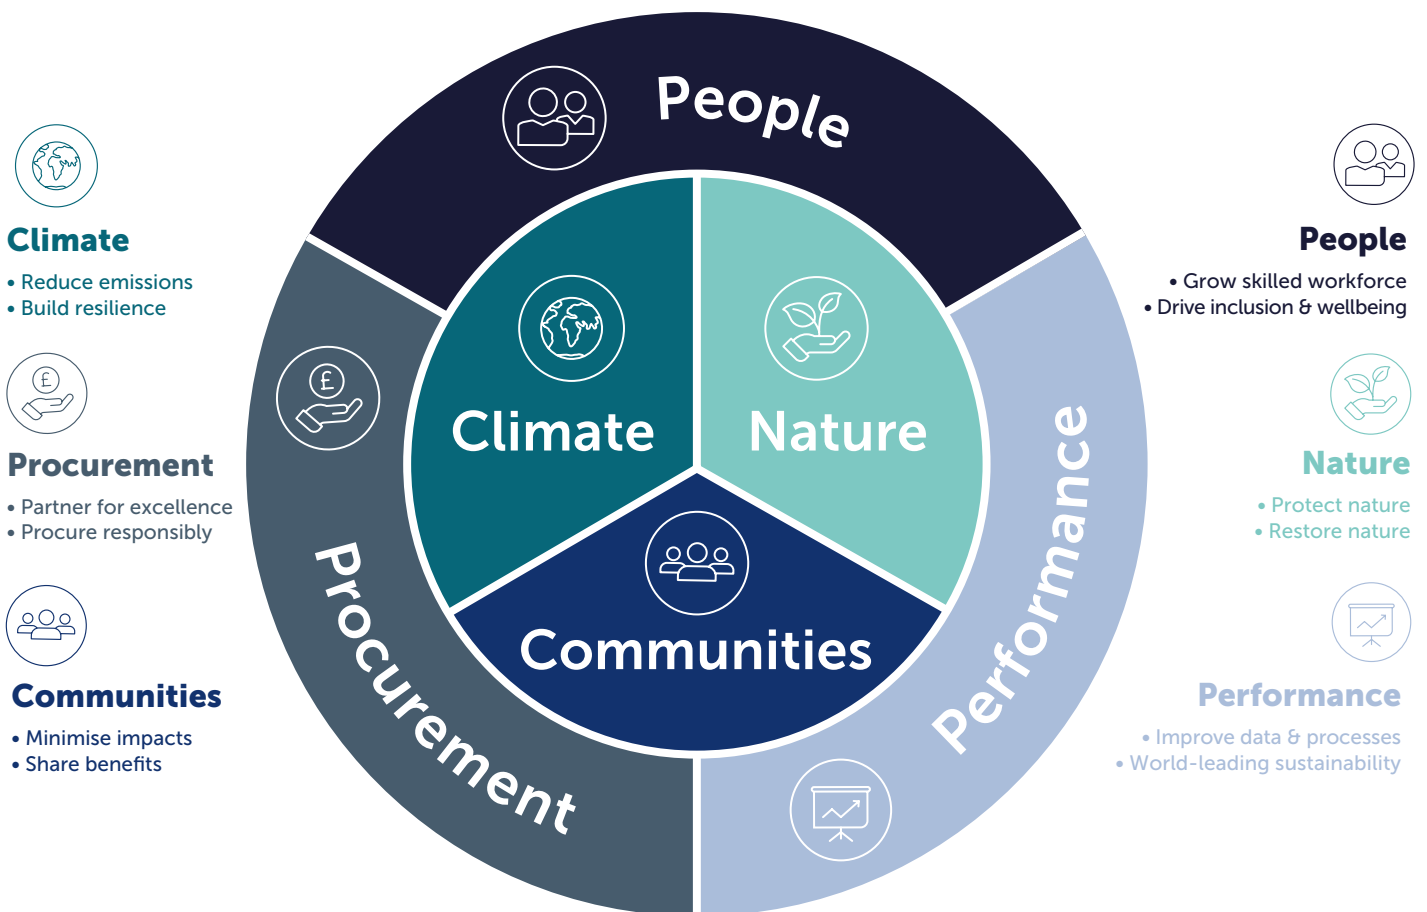 People
Climate
Nature
Communities
Procurement
Performance
£
Climate
• Reduce emissions
• Build resilience
£
Procurement
• Partner for excellence
• Procure responsibly
Communities
• Minimise impacts
• Share benefits
People
• Grow skilled workforce
• Drive inclusion & wellbeing
Nature
• Protect nature
• Restore nature
Performance
• Improve data & processes
• World-leading sustainability